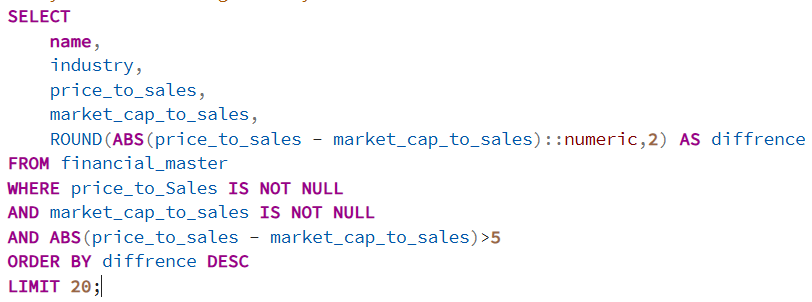 SELECT
name,
industry,
price_to_sales,
market_cap_to_sales,
ROUND(ABS(price_to_sales - market_cap_to_sales)::numeric,2) AS diffrence
FROM financial_master
WHERE price_to_Sales IS NOT NULL
AND market_cap_to_sales IS NOT NULL
AND ABS(price_to_sales - market_cap_to_sales)>5
ORDER BY diffrence DESC
LIMIT 20;